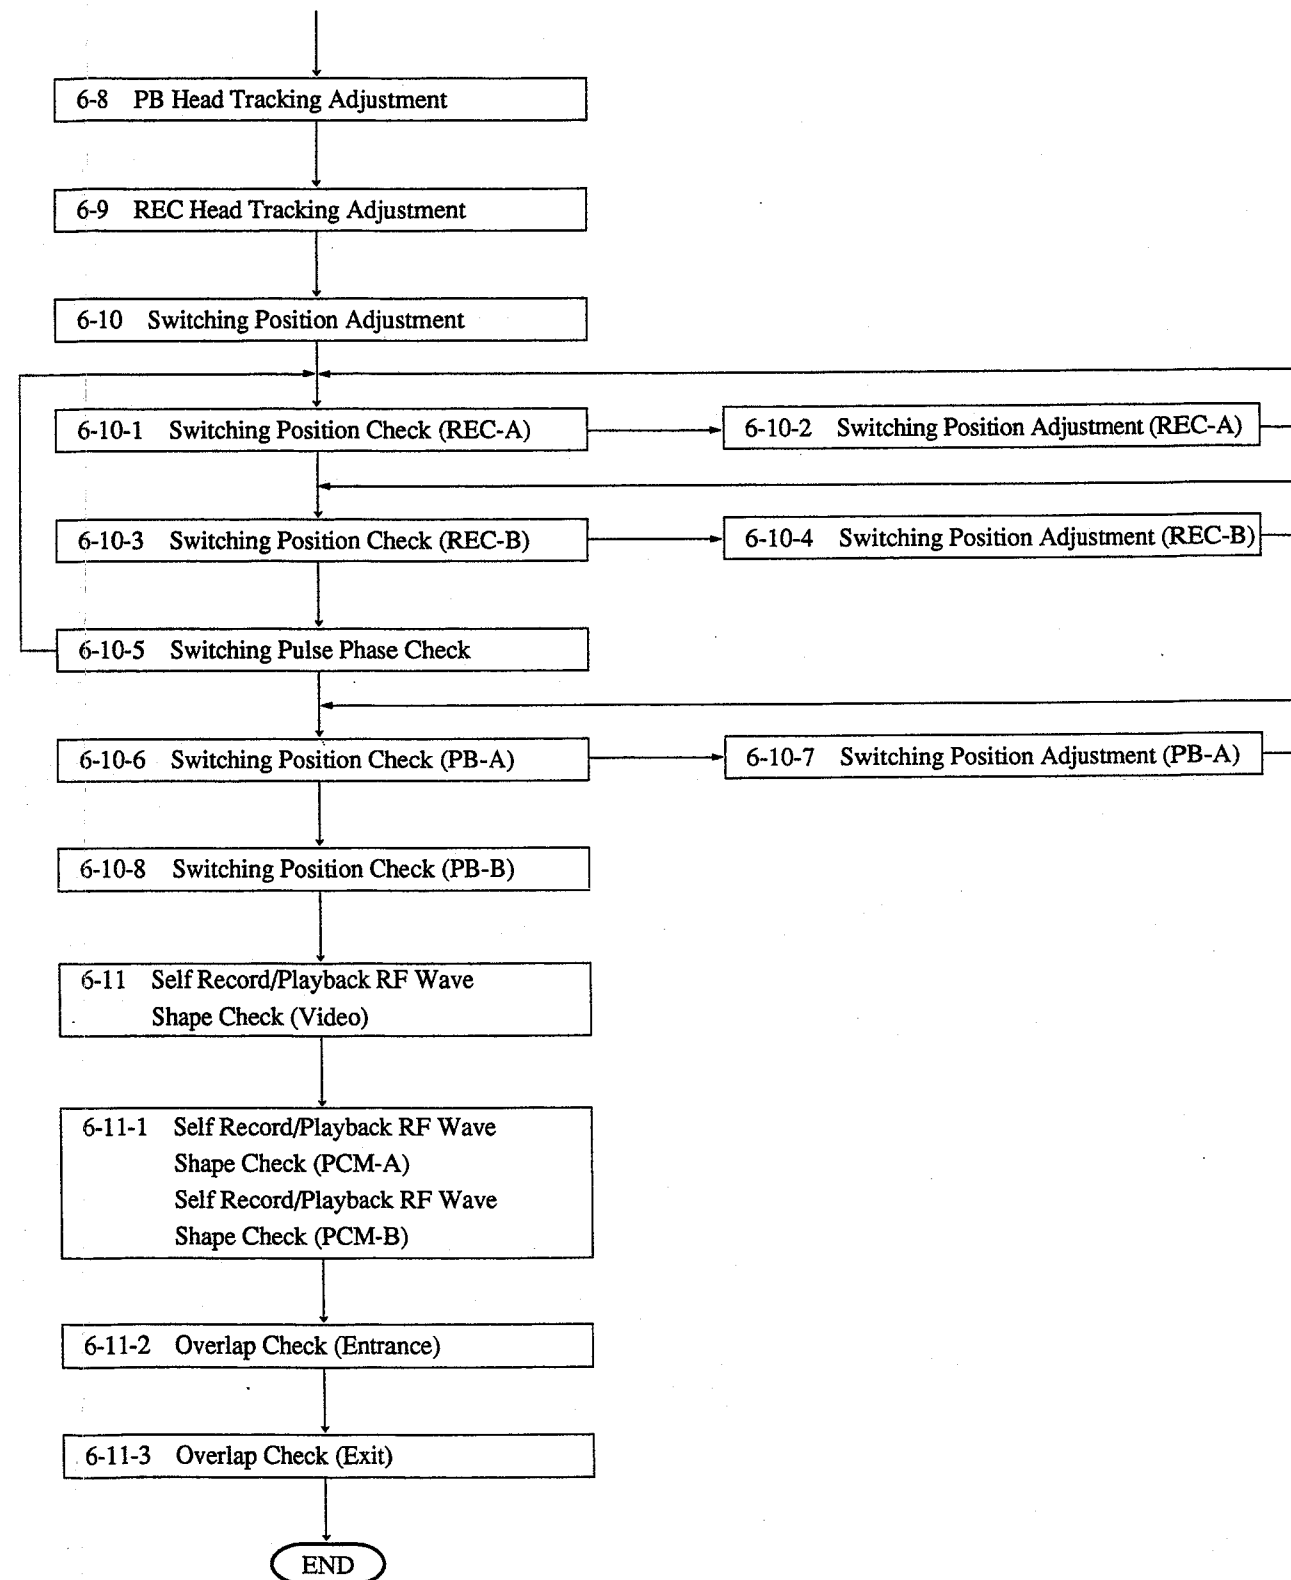 6-8 PB Head Tracking Adjustment
6-9 REC Head Tracking Adjustment
6-10 Switching Position Adjustment
6-10-1 Switching Position Check (REC-A)
6-10-2 Switching Position Adjustment (REC-A)
6-10-3 Switching Position Check (REC-B)
6-10-4 Switching Position Adjustment (REC-B)
6-10-5 Switching Pulse Phase Check
6-10-6 Switching Position Check (PB-A)
6-10-7 Switching Position Adjustment (PB-A)
6-10-8 Switching Position Check (PB-B)
6-11 Self Record/Playback RF Wave
Shape Check (Video)
6-11-1 Self Record/Playback RF Wave
Shape Check (PCM-A)
Self Record/Playback RF Wave
Shape Check (PCM-B)
6-11-2 Overlap Check (Entrance)
6-11-3 Overlap Check (Exit)
END